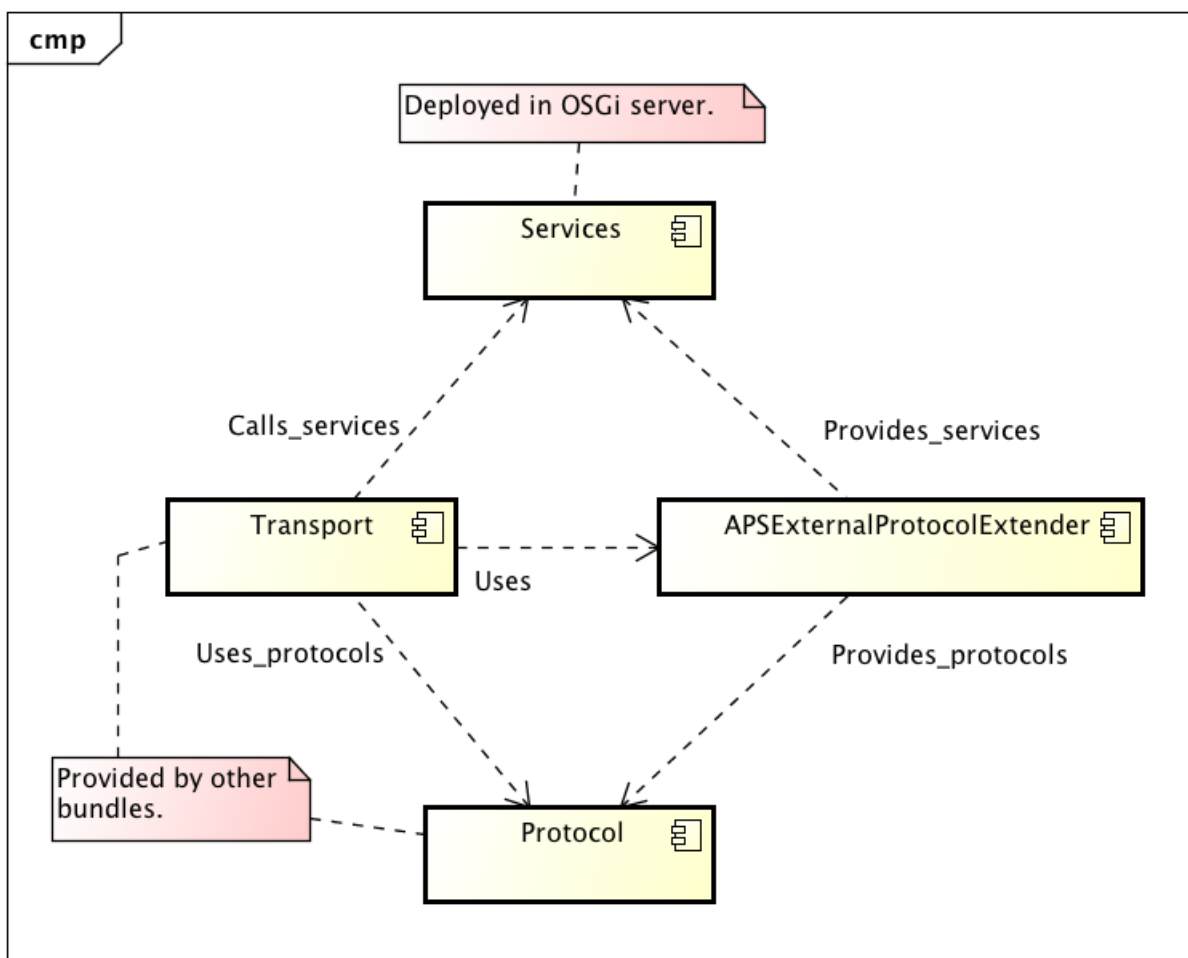 cmp
Deployed in OSGi server.
Services
Calls_services
Provides_services
Transport
APSExternalProtocolExtender
Uses
Uses_protocols
Provides_protocols
Provided by other
bundles.
Protocol